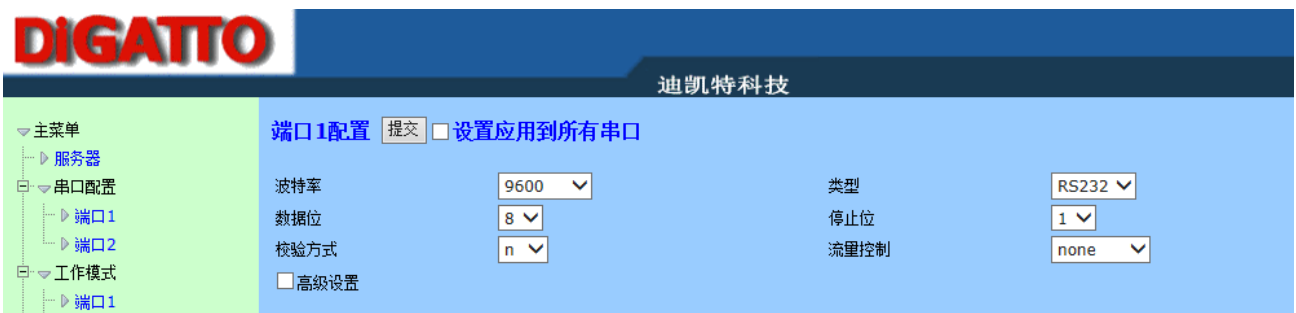 DiGATTO
迪凯特科技
主菜单
服务器
串口配置
端口1
端口2
工作模式
端口1
端口1配置 提交 设置应用到所有串口
波特率 9600 类型 RS232
数据位 8 停止位 1
校验方式 n 流量控制 none
高级设置